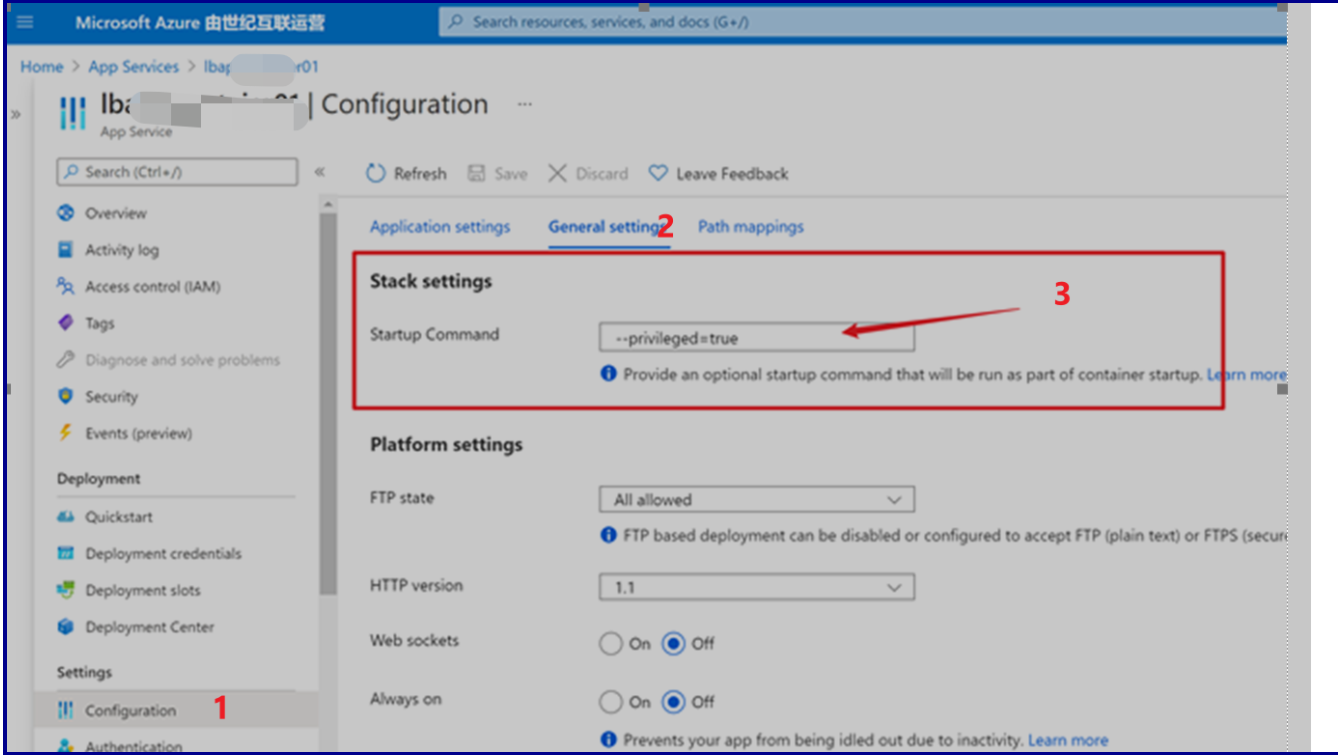 Microsoft Azure 由世纪互联运营
Search resources, services, and docs (G+/)
Home > App Services > lbap r01
lba 01 | Configuration ...
App Service
Search (Ctrl+/)
«
»
Refresh Save Discard Leave Feedback
Overview
Activity log
Access control (IAM)
Tags
Diagnose and solve problems
Security
Events (preview)
Deployment
Quickstart
Deployment credentials
Deployment slots
Deployment Center
Settings
Configuration 1
Authentication
Application settings General settings 2 Path mappings
Stack settings
3
Startup Command --privileged=true
Provide an optional startup command that will be run as part of container startup. Learn more
Platform settings
FTP state All allowed
FTP based deployment can be disabled or configured to accept FTP (plain text) or FTPS (secure
HTTP version 1.1
Web sockets On Off
Always on On Off
Prevents your app from being idled out due to inactivity. Learn more